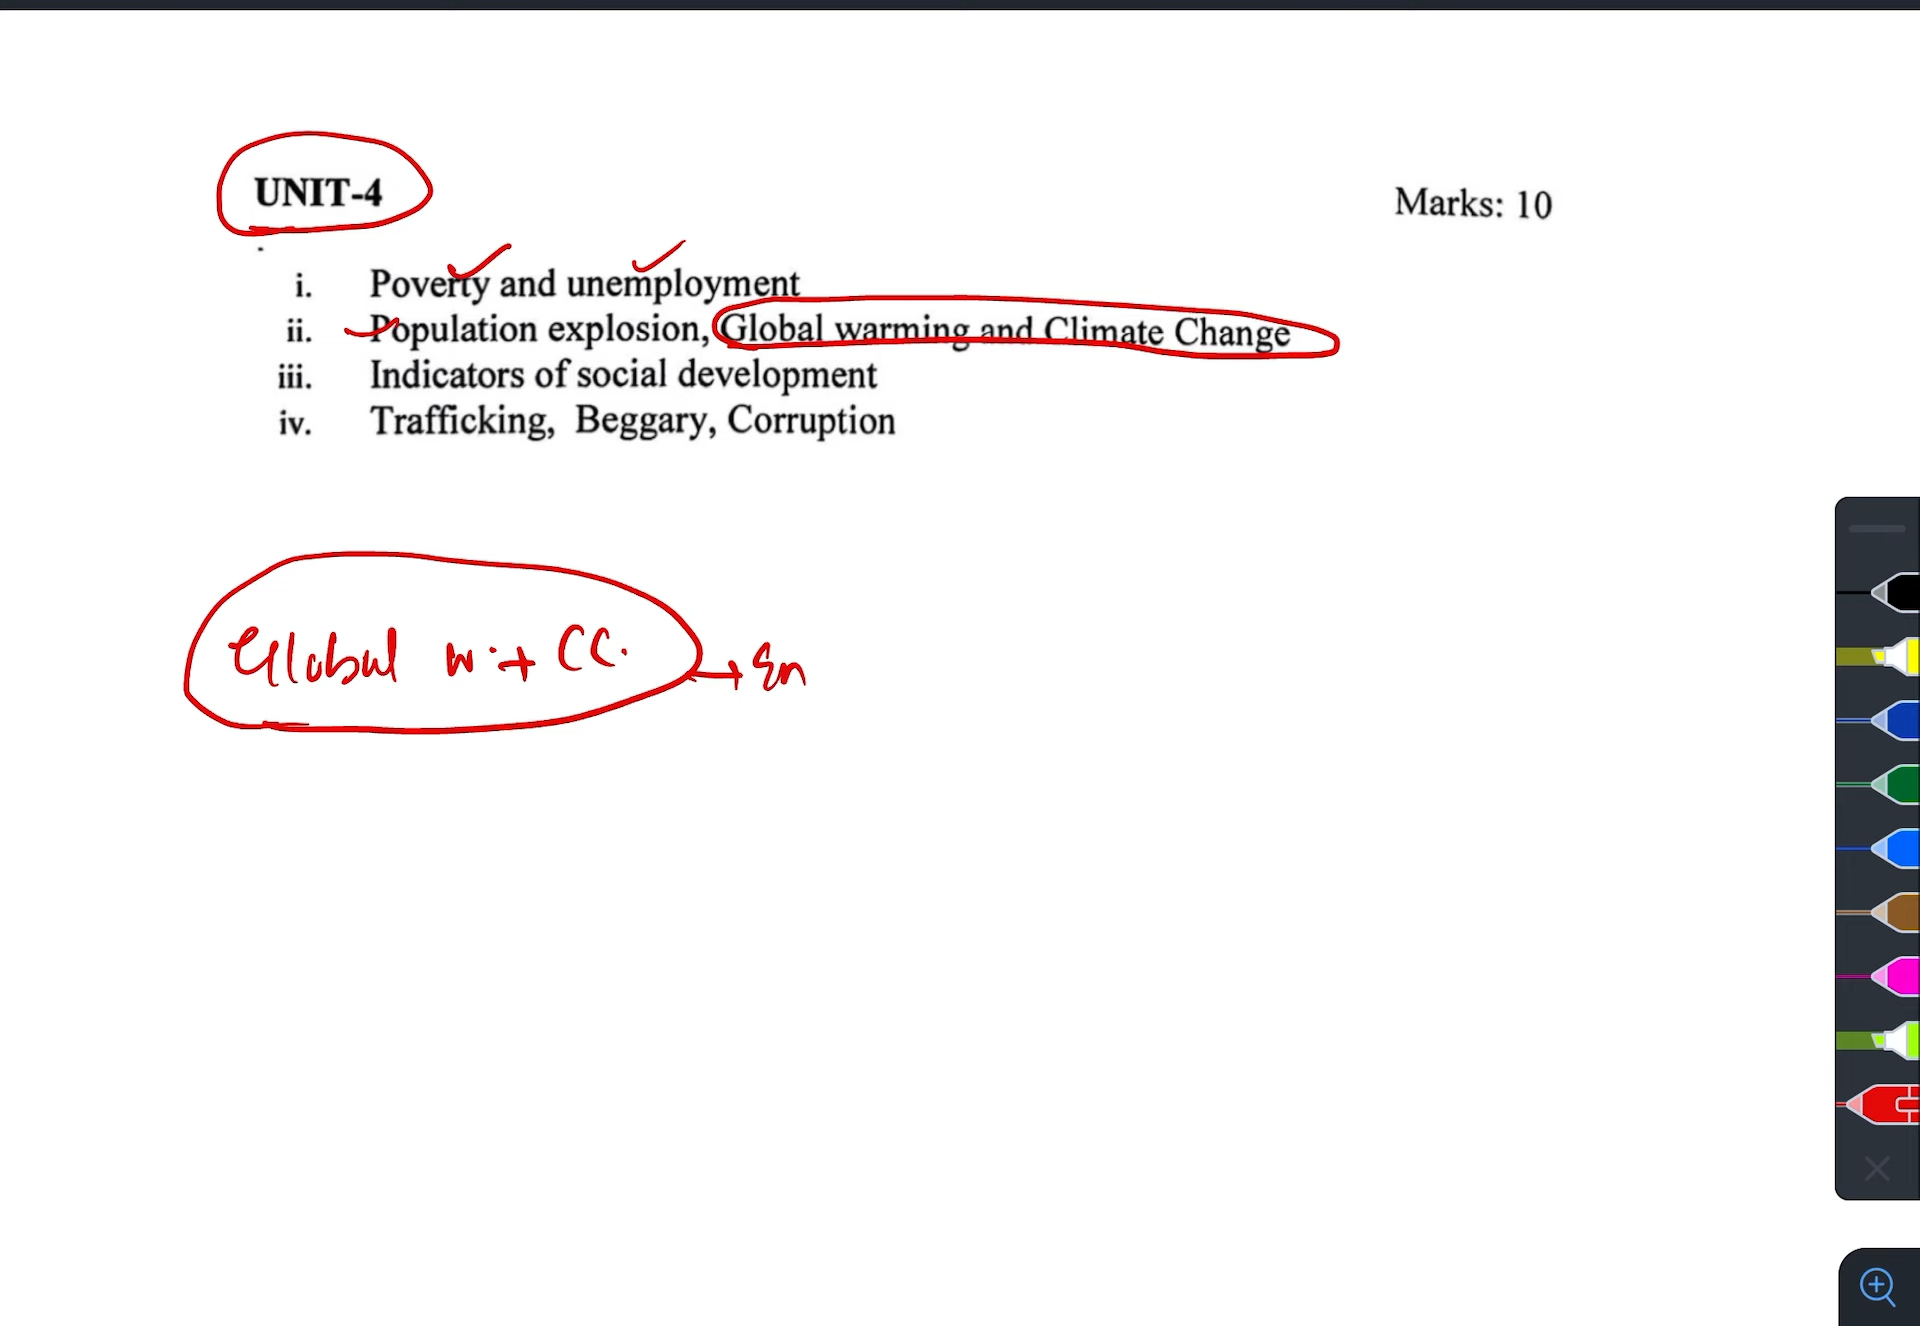 UNIT-4
Marks: 10
i. Poverty and unemployment
ii. Population explosion, Global warming and Climate Change
iii. Indicators of social development
iv. Trafficking, Beggary, Corruption
Global w.+ CC. → En